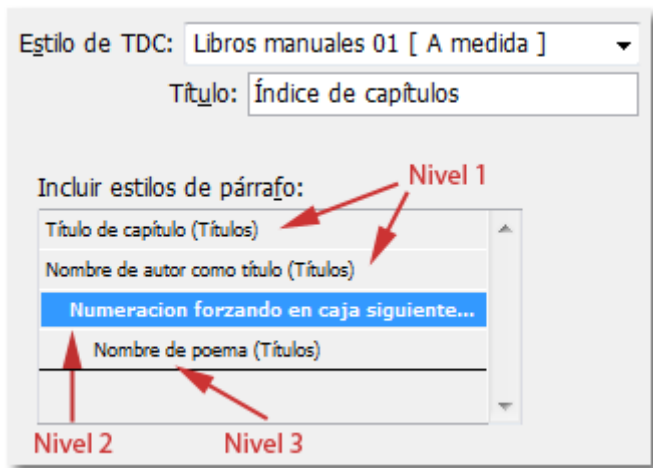 Estilo de TDC: Libros manuales 01 [ A medida ]
Título: Índice de capítulos
Incluir estilos de párrafo:
Nivel 1
Título de capítulo (Títulos)
Nombre de autor como título (Títulos)
Numeracion forzando en caja siguiente...
Nombre de poema (Títulos)
Nivel 2
Nivel 3